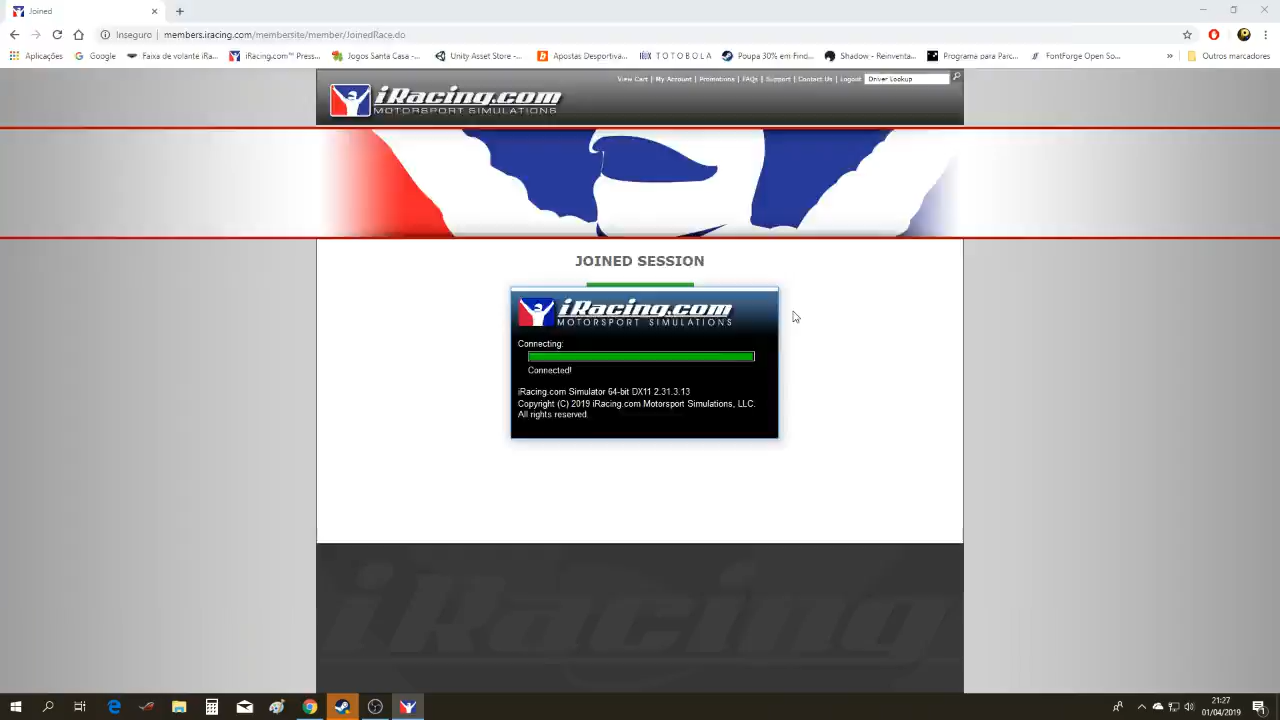 Joined
Inseguro | members.iracing.com/membersite/member/JoinedRace.do
Aplicações Google Faixa de volante iRa... iRacing.com™ Press... Jogos Santa Casa -... Unity Asset Store -... Apostas Desportiva... T O T O B O L A Poupa 30% em Find... Shadow - Reinventa... Programa para Parc... FontForge Open So... » Outros marcadores
View Cart | My Account | Promotions | FAQs | Support | Contact Us | Logout Driver Lookup
iRacing.com
MOTORSPORT SIMULATIONS
JOINED SESSION
iRacing.com
MOTORSPORT SIMULATIONS
Connecting:
Connected!
iRacing.com Simulator 64-bit DX11 2.31.3.13
Copyright (C) 2019 iRacing.com Motorsport Simulations, LLC.
All rights reserved
iRacing
21:27
01/04/2019